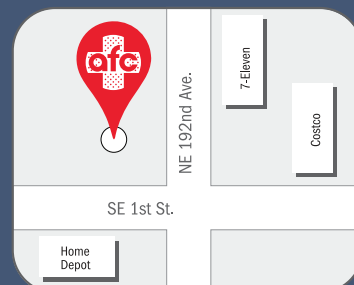 afc
NE 192nd Ave.
7-Eleven
Costco
SE 1st St.
Home
Depot